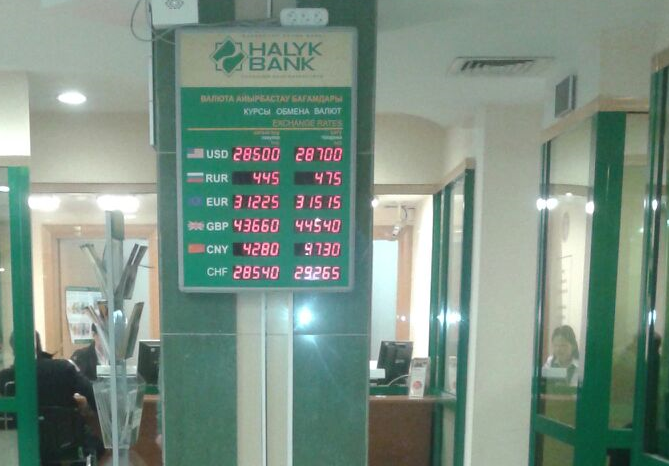 HALYK
BANK
ВАЛЮТА АЙЫРБАСТАУ БАҒАМДАРЫ
КУРСЫ ОБМЕНА ВАЛЮТ
EXCHANGE RATES
USD 28500 28700
RUR 445 475
EUR 31225 31515
GBP 43660 44540
CNY 4280 9730
CHF 28540 29265